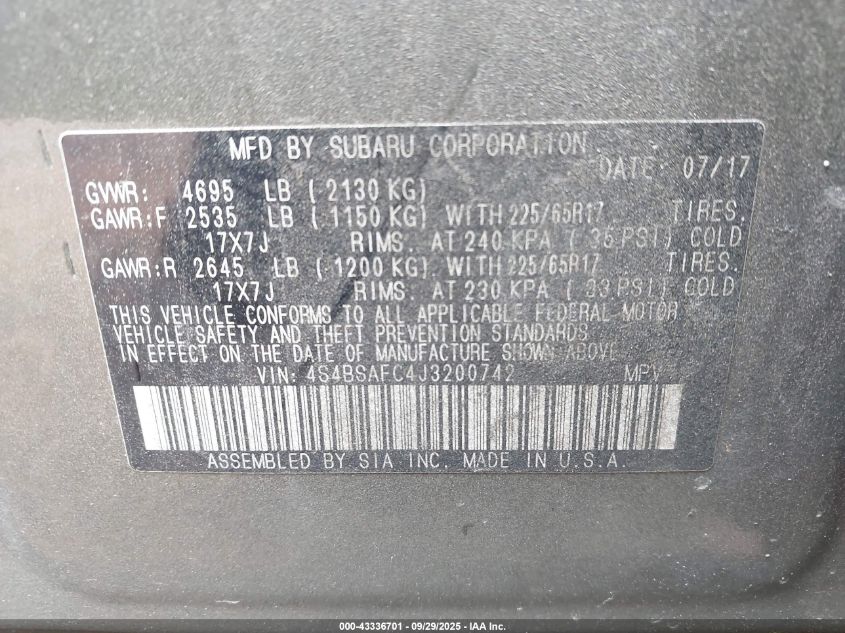 MFD BY SUBARU CORPORATION
DATE: 07/17
GVWR: 4695 LB ( 2130 KG)
GAWR:F 2535 LB ( 1150 KG) WITH 225/65R17 TIRES.
17X7J RIMS. AT 240 KPA ( 35 PSI) COLD
GAWR:R 2645 LB ( 1200 KG) WITH 225/65R17 TIRES.
17X7J RIMS. AT 230 KPA ( 33 PSI) COLD
THIS VEHICLE CONFORMS TO ALL APPLICABLE FEDERAL MOTOR
VEHICLE SAFETY AND THEFT PREVENTION STANDARDS
IN EFFECT ON THE DATE OF MANUFACTURE SHOWN ABOVE.
VIN: 4S4BSAFC4J3200742 MPV
ASSEMBLED BY SIA INC. MADE IN U.S.A.
000-43336701 - 09/29/2025 - IAA Inc.